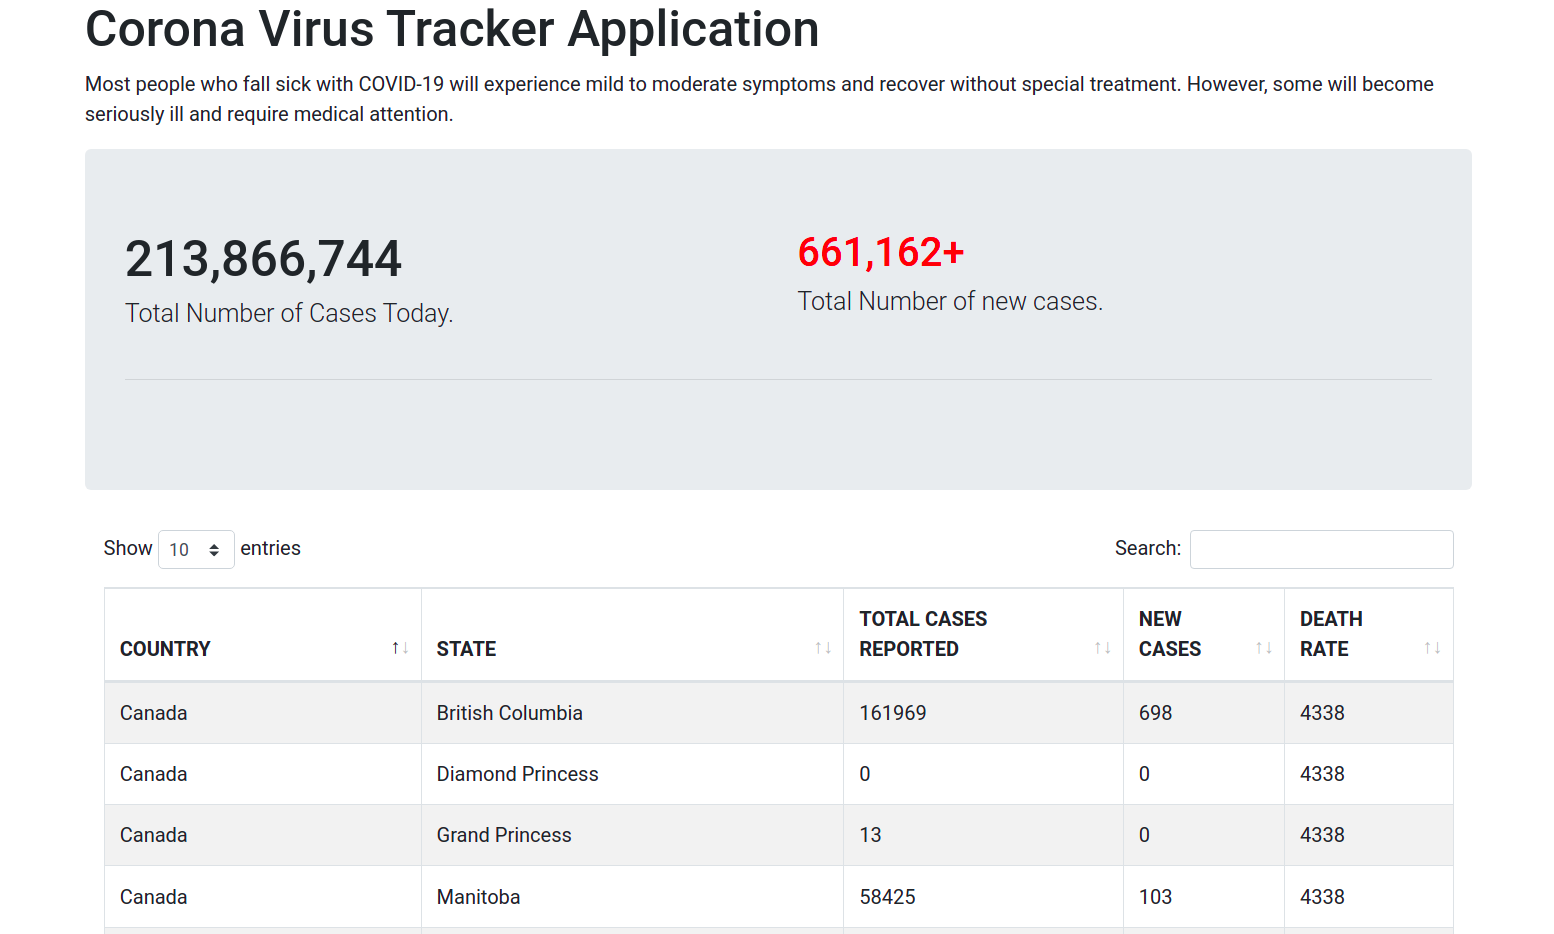 Corona Virus Tracker Application
Most people who fall sick with COVID-19 will experience mild to moderate symptoms and recover without special treatment. However, some will become
seriously ill and require medical attention.
213,866,744
661,162+
Total Number of Cases Today.
Total Number of new cases.
Show 10 entries
Search:
COUNTRY ↑↓ STATE ↑↓ TOTAL CASES REPORTED ↑↓ NEW CASES ↑↓ DEATH RATE ↑↓
Canada British Columbia 161969 698 4338
Canada Diamond Princess 0 0 4338
Canada Grand Princess 13 0 4338
Canada Manitoba 58425 103 4338